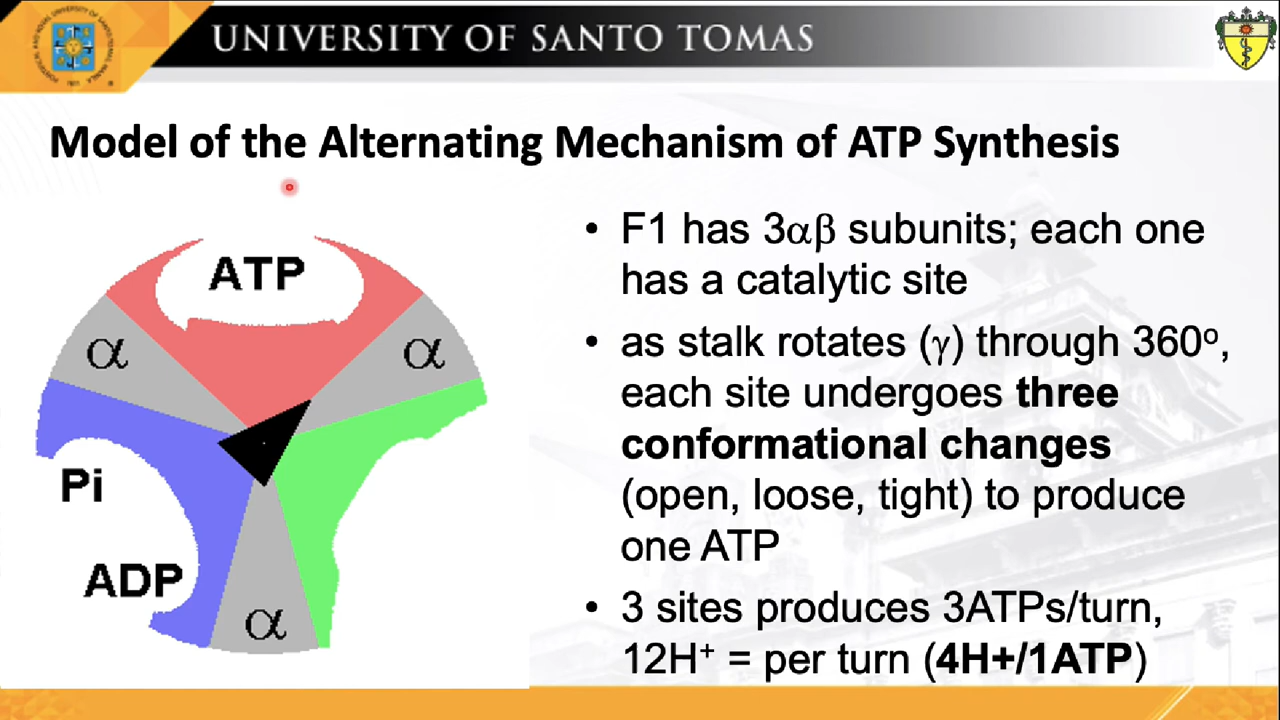 UNIVERSITY OF SANTO TOMAS
Model of the Alternating Mechanism of ATP Synthesis
ATP
α
α
Pi
ADP
α
• F1 has 3αβ subunits; each one
has a catalytic site
• as stalk rotates (γ) through 360º,
each site undergoes three
conformational changes
(open, loose, tight) to produce
one ATP
• 3 sites produces 3ATPs/turn,
12H⁺ = per turn (4H+/1ATP)